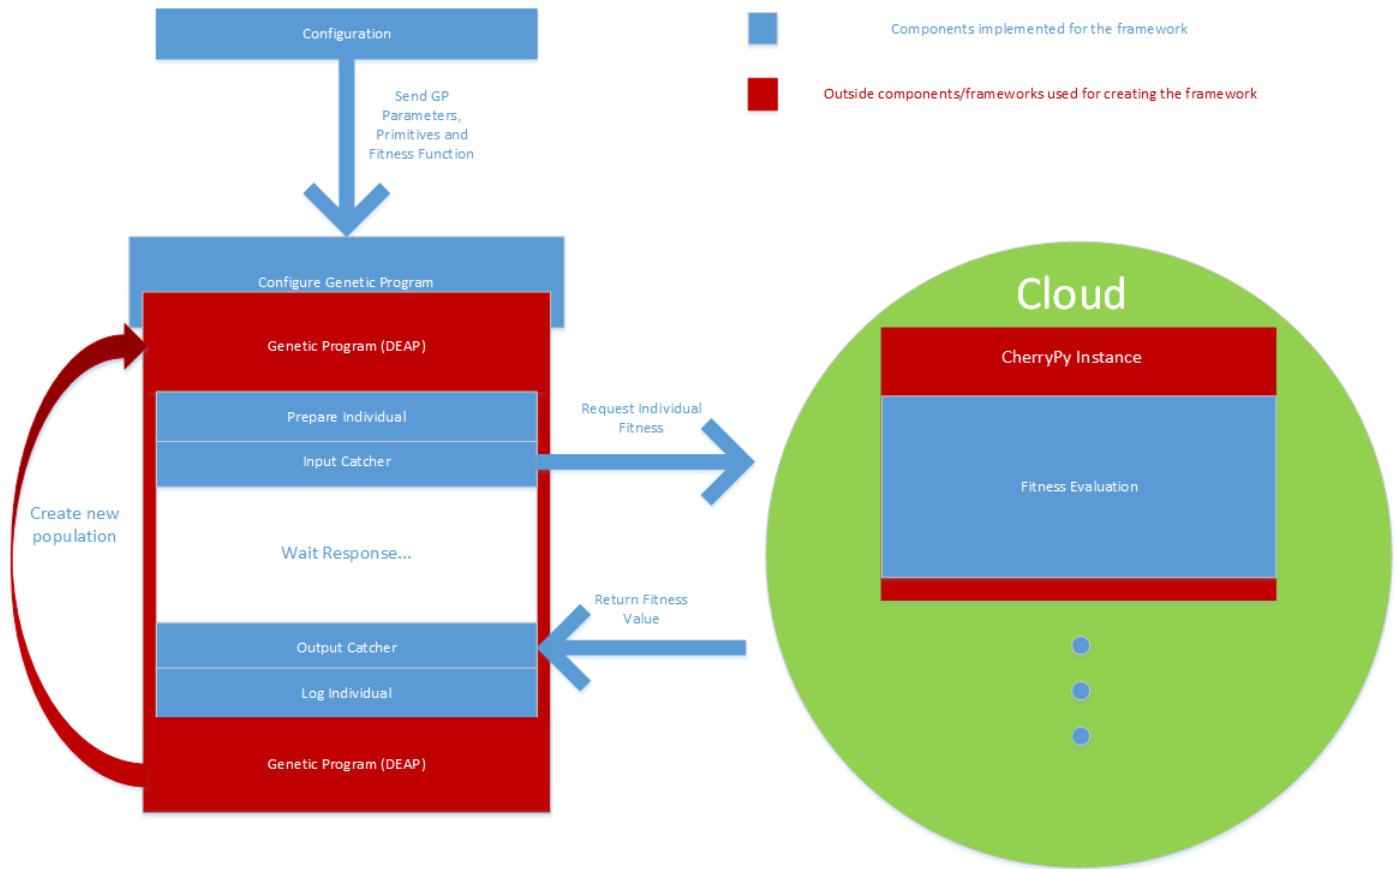 Configuration
Components implemented for the framework
Outside components/frameworks used for creating the framework
Send GP
Parameters,
Primitives and
Fitness Function
Configure Genetic Program
Genetic Program (DEAP)
Prepare Individual
Input Catcher
Request Individual
Fitness
Create new
population
Wait Response...
Return Fitness
Value
Output Catcher
Log Individual
Genetic Program (DEAP)
Cloud
CherryPy Instance
Fitness Evaluation